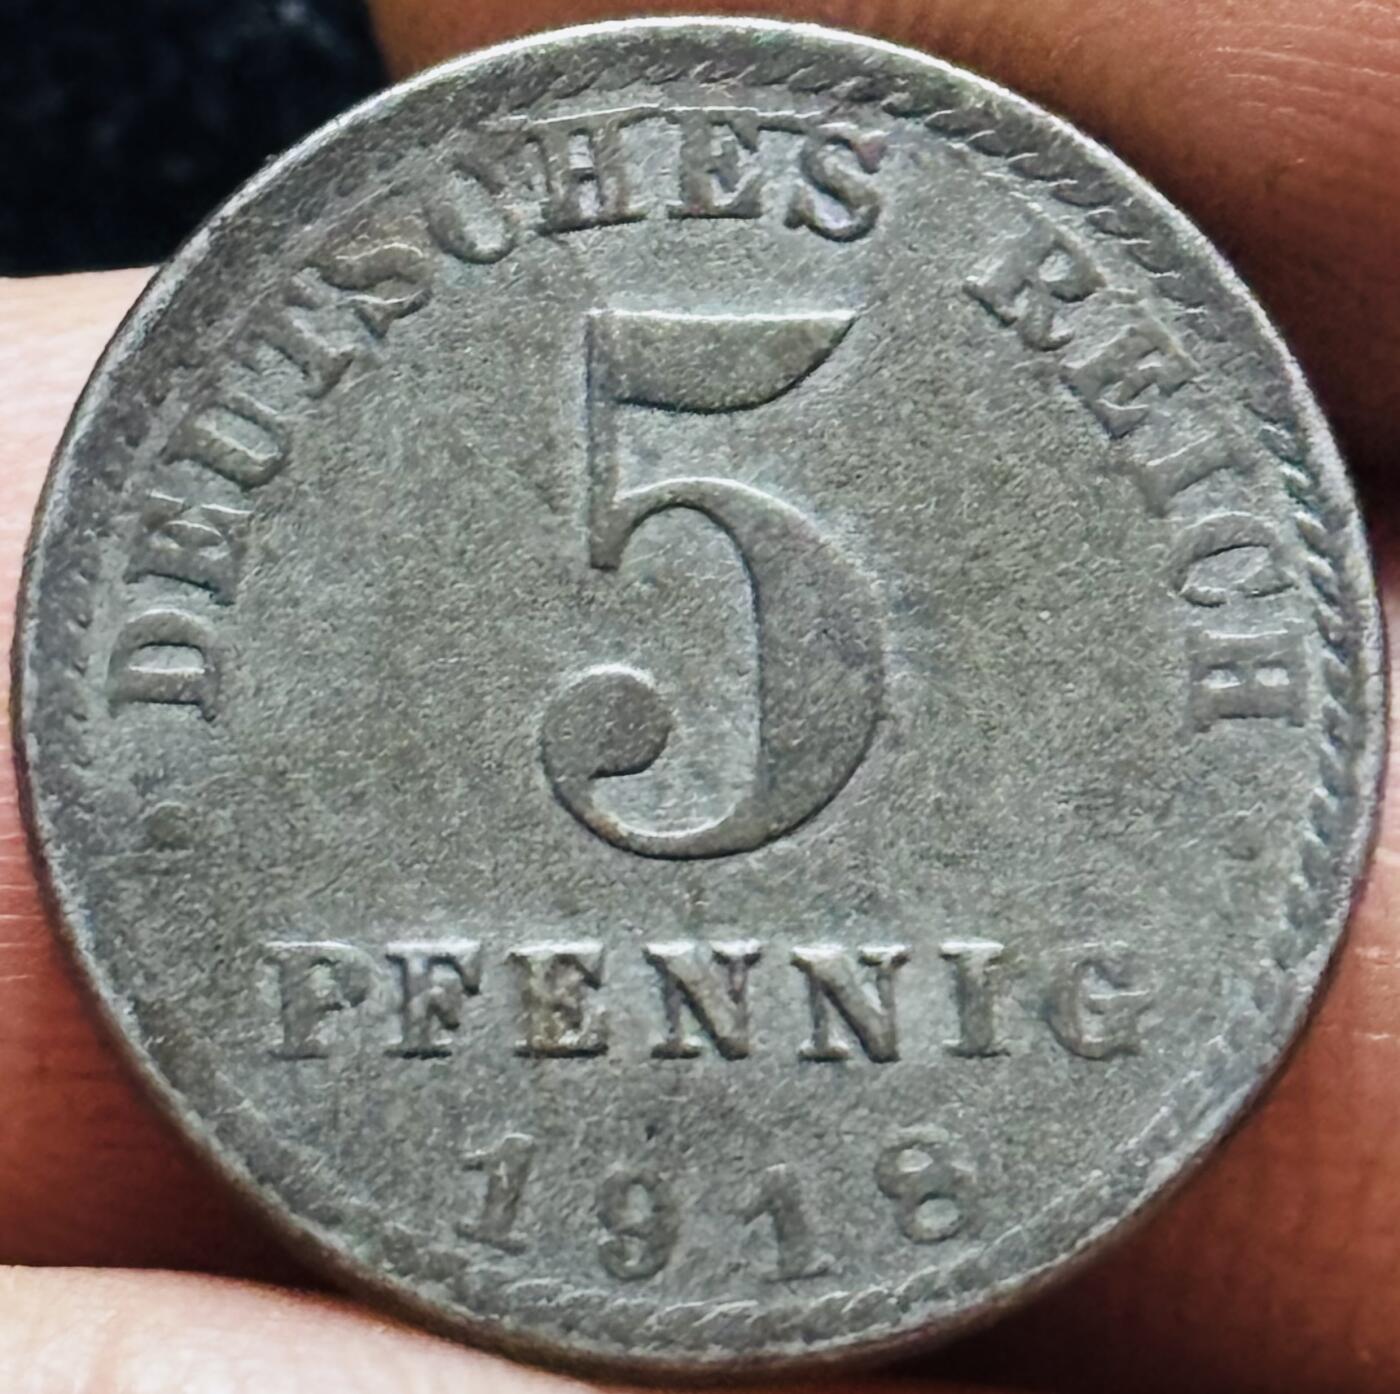 DEUTSCHES REICH
5
PFENNIG
1918